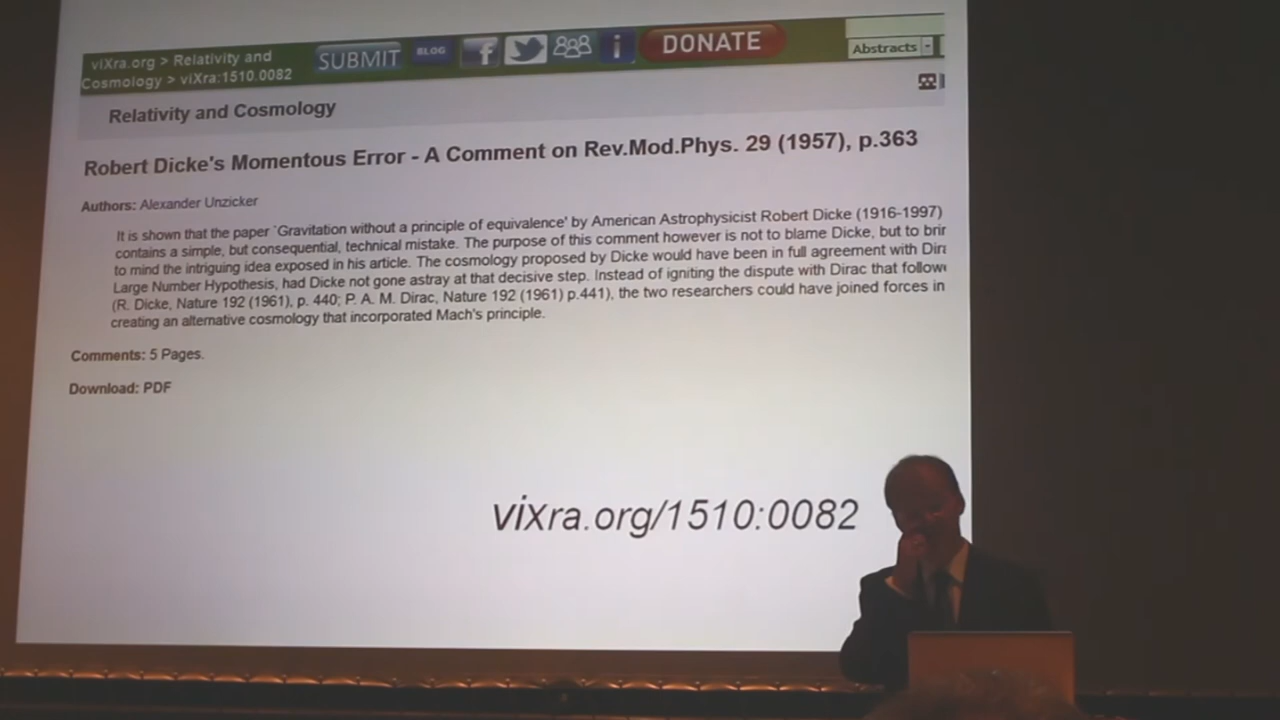 viXra.org > Relativity and
Cosmology > viXra:1510.0082
SUBMIT
BLOG
f
i
DONATE
Abstracts
Relativity and Cosmology
Robert Dicke's Momentous Error - A Comment on Rev.Mod.Phys. 29 (1957), p.363
Authors: Alexander Unzicker
It is shown that the paper `Gravitation without a principle of equivalence' by American Astrophysicist Robert Dicke (1916-1997)
contains a simple, but consequential, technical mistake. The purpose of this comment however is not to blame Dicke, but to brin
to mind the intriguing idea exposed in his article. The cosmology proposed by Dicke would have been in full agreement with Dira
Large Number Hypothesis, had Dicke not gone astray at that decisive step. Instead of igniting the dispute with Dirac that followe
(R. Dicke, Nature 192 (1961), p. 440; P. A. M. Dirac, Nature 192 (1961) p.441), the two researchers could have joined forces in
creating an alternative cosmology that incorporated Mach's principle.
Comments: 5 Pages.
Download: PDF
vixra.org/1510:0082